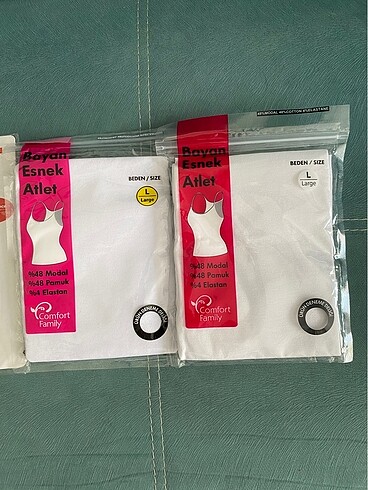 Bayan
Esnek
Atlet
BEDEN / SIZE
L
Large
%48 Modal
%48 Pamuk
%4 Elastan
Comfort
Family
Bayan
Esnek
Atlet
BEDEN / SIZE
L
Large
%48 Modal
%48 Pamuk
%4 Elastan
Comfort
Family